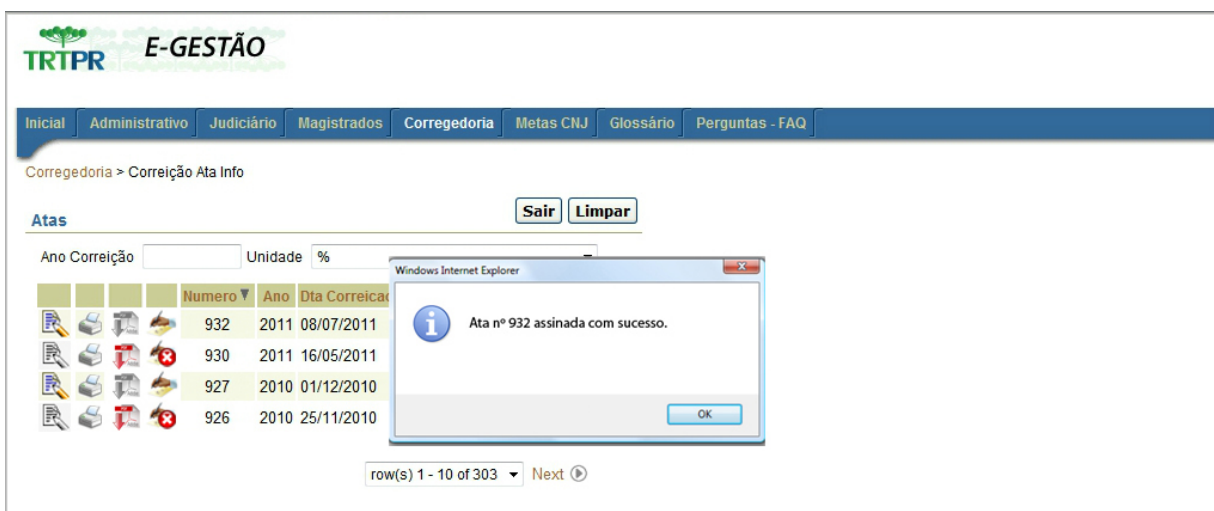 TRTPR
E-GESTÃO
Inicial Administrativo Judiciário Magistrados Corregedoria Metas CNJ Glossário Perguntas - FAQ
Corregedoria > Correição Ata Info
Atas Sair Limpar
Ano Correição Unidade %
Windows Internet Explorer
Ata nº 932 assinada com sucesso.
OK
Numero Ano Dta Correicao
932 2011 08/07/2011
930 2011 16/05/2011
927 2010 01/12/2010
926 2010 25/11/2010
row(s) 1 - 10 of 303 Next